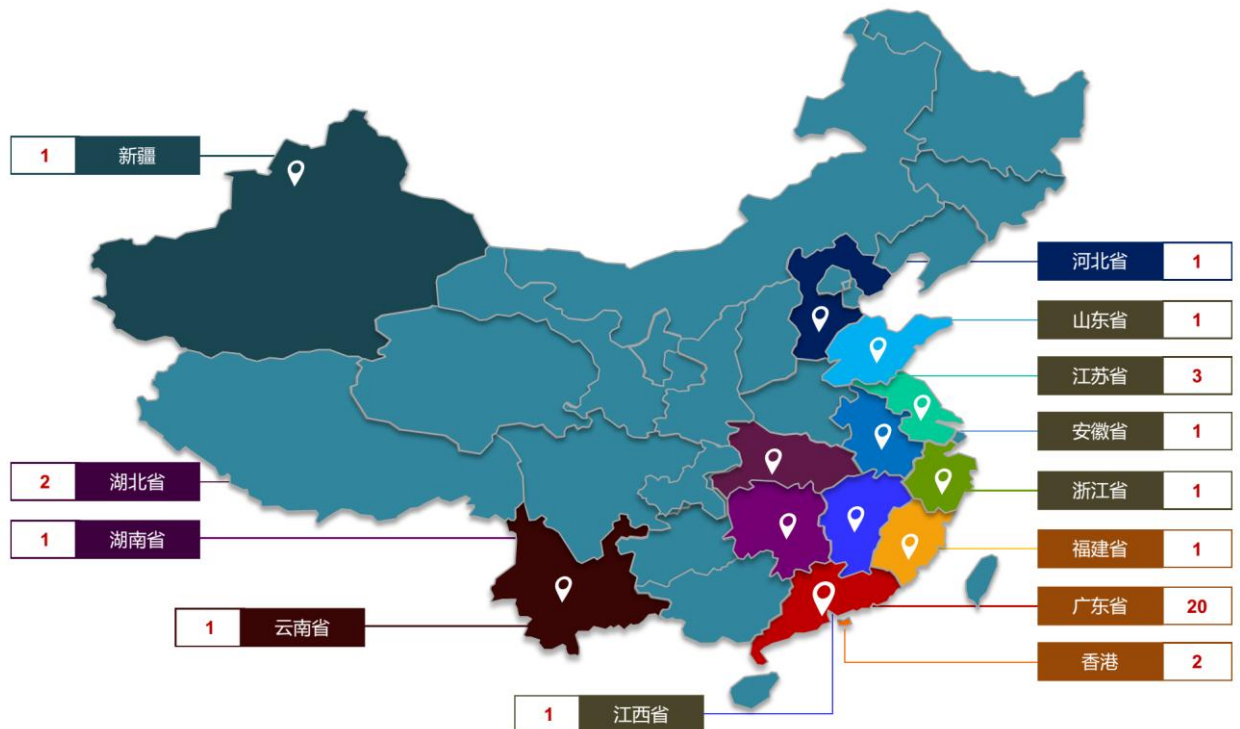 1 新疆
河北省 1
山东省 1
江苏省 3
安徽省 1
2 湖北省
浙江省 1
1 湖南省
福建省 1
广东省 20
1 云南省
香港 2
1 江西省